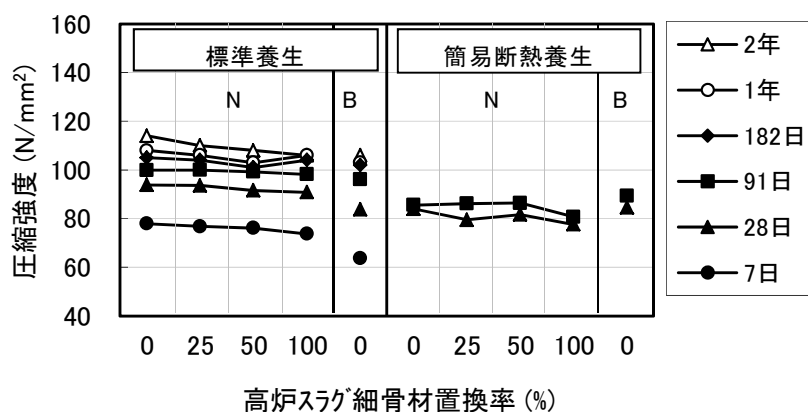 160
140
120
100
80
60
40
圧縮強度 (N/mm²)
標準養生
簡易断熱養生
N
B
N
B
0 25 50 100 0 0 25 50 100 0
高炉スラグ細骨材置換率 (%)
2年
1年
182日
91日
28日
7日